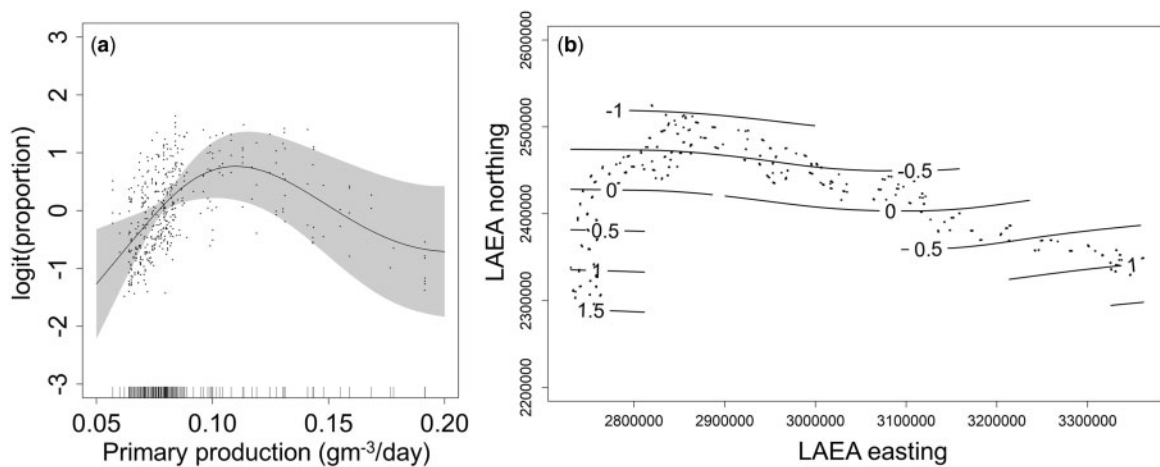 (a)
3
2
1
0
-1
-2
-3
logit(proportion)
0.05 0.10 0.15 0.20
Primary production (gm-3/day)
(b)
2600000
2500000
2400000
2300000
2200000
LAEA northing
-1
-0.5
0
0
0.5
-0.5
1
1
1.5
2800000 2900000 3000000 3100000 3200000 3300000
LAEA easting